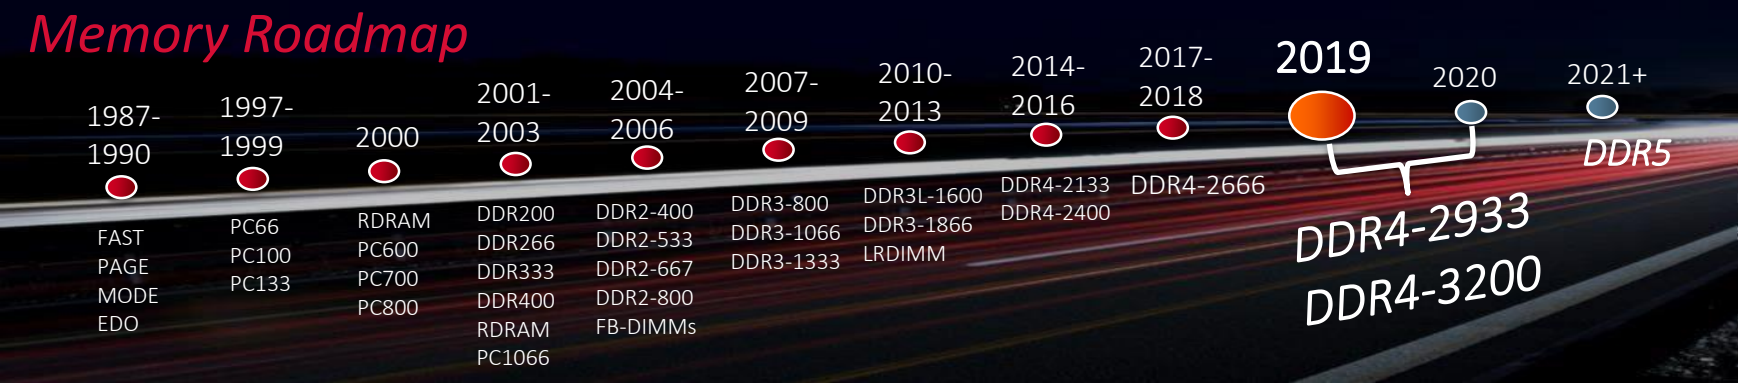 Memory Roadmap
1987-
1990
FAST
PAGE
MODE
EDO
1997-
1999
PC66
PC100
PC133
2000
RDRAM
PC600
PC700
PC800
2001-
2003
DDR200
DDR266
DDR333
DDR400
RDRAM
PC1066
2004-
2006
DDR2-400
DDR2-533
DDR2-667
DDR2-800
FB-DIMMs
2007-
2009
DDR3-800
DDR3-1066
DDR3-1333
2010-
2013
DDR3L-1600
DDR3-1866
LRDIMM
2014-
2016
DDR4-2133
DDR4-2400
2017-
2018
DDR4-2666
2019
2020
DDR4-2933
DDR4-3200
2021+
DDR5